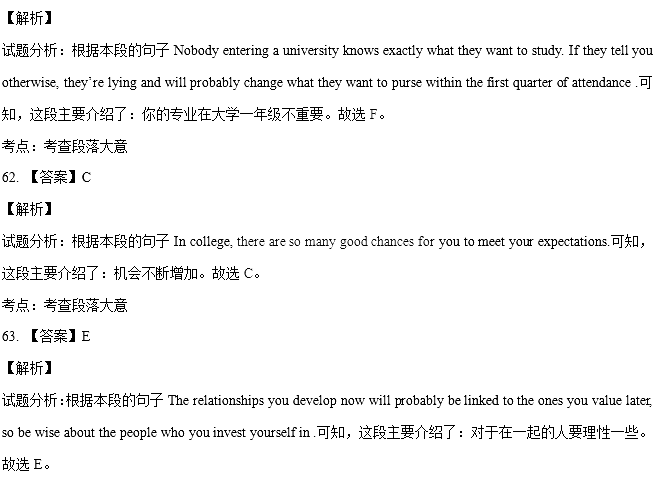 【解析】
试题分析：根据本段的句子 Nobody entering a university knows exactly what they want to study. If they tell you
otherwise, they’re lying and will probably change what they want to purse within the first quarter of attendance .可
知，这段主要介绍了：你的专业在大学一年级不重要。故选 F。
考点：考查段落大意
62. 【答案】C
【解析】
试题分析：根据本段的句子 In college, there are so many good chances for you to meet your expectations.可知，
这段主要介绍了：机会不断增加。故选 C。
考点：考查段落大意
63. 【答案】E
【解析】
试题分析:根据本段的句子 The relationships you develop now will probably be linked to the ones you value later,
so be wise about the people who you invest yourself in .可知，这段主要介绍了：对于在一起的人要理性一些。
故选 E。